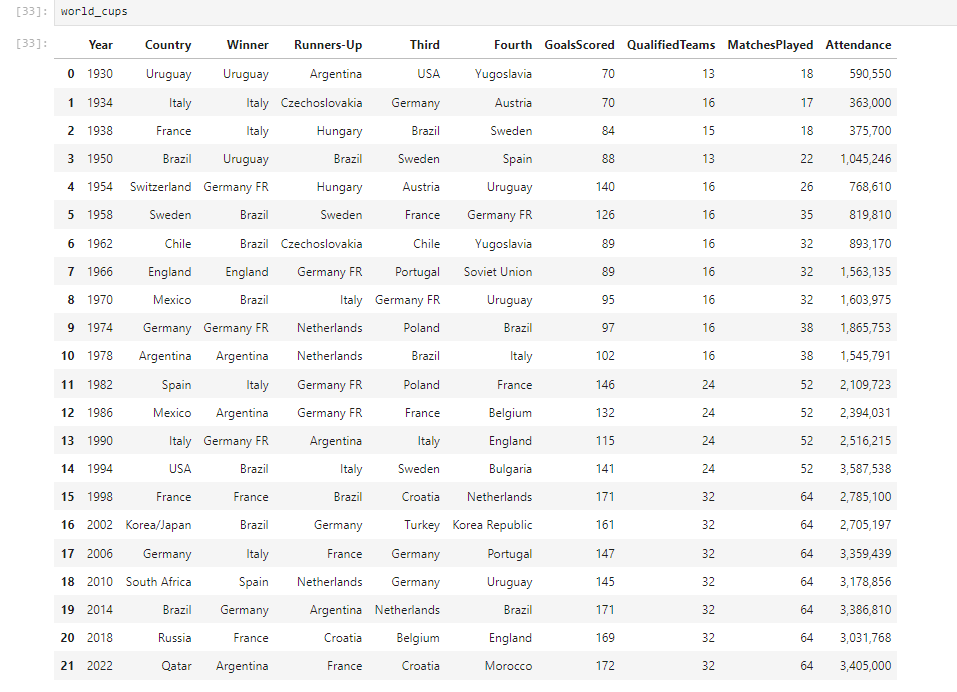 [33]: world_cups
[33]: Year Country Winner Runners-Up Third Fourth GoalsScored QualifiedTeams MatchesPlayed Attendance
0 1930 Uruguay Uruguay Argentina USA Yugoslavia 70 13 18 590,550
1 1934 Italy Italy Czechoslovakia Germany Austria 70 16 17 363,000
2 1938 France Italy Hungary Brazil Sweden 84 15 18 375,700
3 1950 Brazil Uruguay Brazil Sweden Spain 88 13 22 1,045,246
4 1954 Switzerland Germany FR Hungary Austria Uruguay 140 16 26 768,610
5 1958 Sweden Brazil Sweden France Germany FR 126 16 35 819,810
6 1962 Chile Brazil Czechoslovakia Chile Yugoslavia 89 16 32 893,170
7 1966 England England Germany FR Portugal Soviet Union 89 16 32 1,563,135
8 1970 Mexico Brazil Italy Germany FR Uruguay 95 16 32 1,603,975
9 1974 Germany Germany FR Netherlands Poland Brazil 97 16 38 1,865,753
10 1978 Argentina Argentina Netherlands Brazil Italy 102 16 38 1,545,791
11 1982 Spain Italy Germany FR Poland France 146 24 52 2,109,723
12 1986 Mexico Argentina Germany FR France Belgium 132 24 52 2,394,031
13 1990 Italy Germany FR Argentina Italy England 115 24 52 2,516,215
14 1994 USA Brazil Italy Sweden Bulgaria 141 24 52 3,587,538
15 1998 France France Brazil Croatia Netherlands 171 32 64 2,785,100
16 2002 Korea/Japan Brazil Germany Turkey Korea Republic 161 32 64 2,705,197
17 2006 Germany Italy France Germany Portugal 147 32 64 3,359,439
18 2010 South Africa Spain Netherlands Germany Uruguay 145 32 64 3,178,856
19 2014 Brazil Germany Argentina Netherlands Brazil 171 32 64 3,386,810
20 2018 Russia France Croatia Belgium England 169 32 64 3,031,768
21 2022 Qatar Argentina France Croatia Morocco 172 32 64 3,405,000